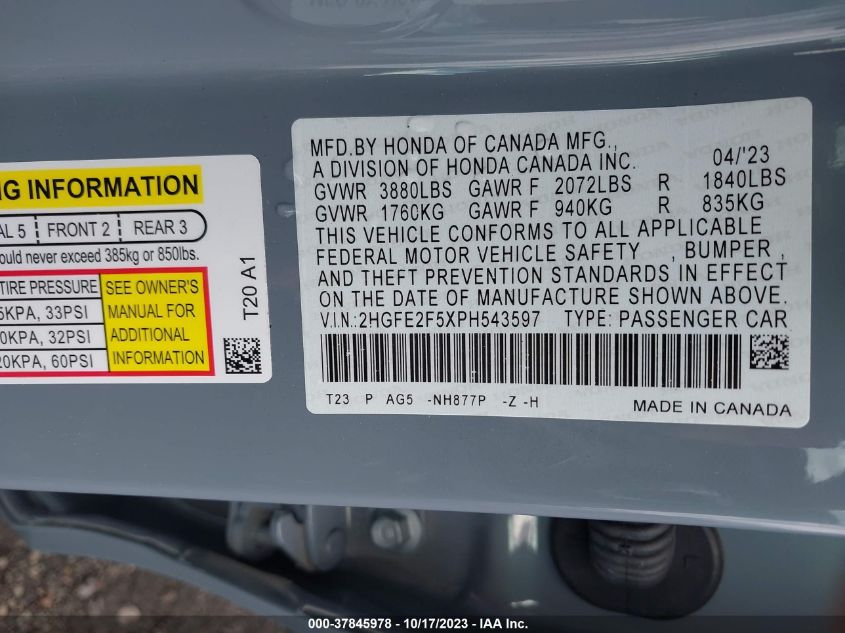 NG INFORMATION
AL 5 FRONT 2 REAR 3
ould never exceed 385kg or 850lbs.
TIRE PRESSURE
5KPA, 33PSI
0KPA, 32PSI
20KPA, 60PSI
SEE OWNER'S
MANUAL FOR
ADDITIONAL
INFORMATION
T20 A1
MFD.BY HONDA OF CANADA MFG.,
A DIVISION OF HONDA CANADA INC. 04/'23
GVWR 3880LBS GAWR F 2072LBS R 1840LBS
GVWR 1760KG GAWR F 940KG R 835KG
THIS VEHICLE CONFORMS TO ALL APPLICABLE
FEDERAL MOTOR VEHICLE SAFETY , BUMPER ,
AND THEFT PREVENTION STANDARDS IN EFFECT
ON THE DATE OF MANUFACTURE SHOWN ABOVE.
V.I.N.:2HGFE2F5XPH543597 TYPE: PASSENGER CAR
T23 P AG5 -NH877P -Z -H
MADE IN CANADA
000-37845978 - 10/17/2023 - IAA Inc.